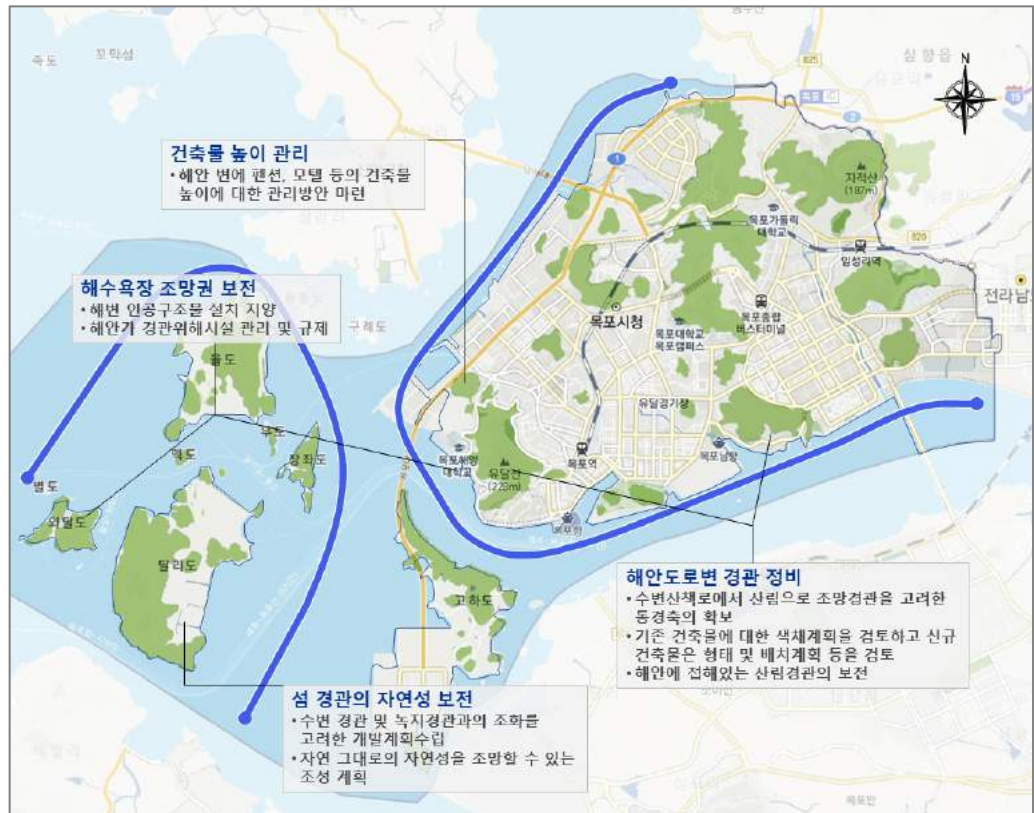 족도
825
삼향읍
N
목포 IC
2
15
1
건축물 높이 관리
• 해안 변에 펜션, 모텔 등의 건축물
높이에 대한 관리방안 마련
지적산
(187m)
목포가톨릭
대학교
820
임성리역
전라남
해수욕장 조망권 보전
• 해변 인공구조물 설치 지양
• 해안가 경관위해시설 관리 및 규제
구례도
목포시청
목포대학교
목포캠퍼스
목포종합
버스터미널
율도
유달경기장
장좌도
목포해양
대학교
유달산
(228m)
목포역
목포남항
별도
외달도
목포항
달리도
고하도
해안도로변 경관 정비
• 수변산책로에서 산림으로 조망경관을 고려한
통경축의 확보
• 기존 건축물에 대한 색채계획을 검토하고 신규
건축물은 형태 및 배치계획 등을 검토
• 해안에 접해있는 산림경관의 보전
섬 경관의 자연성 보전
• 수변 경관 및 녹지경관과의 조화를
고려한 개발계획수립
• 자연 그대로의 자연성을 조망할 수 있는
조성 계획